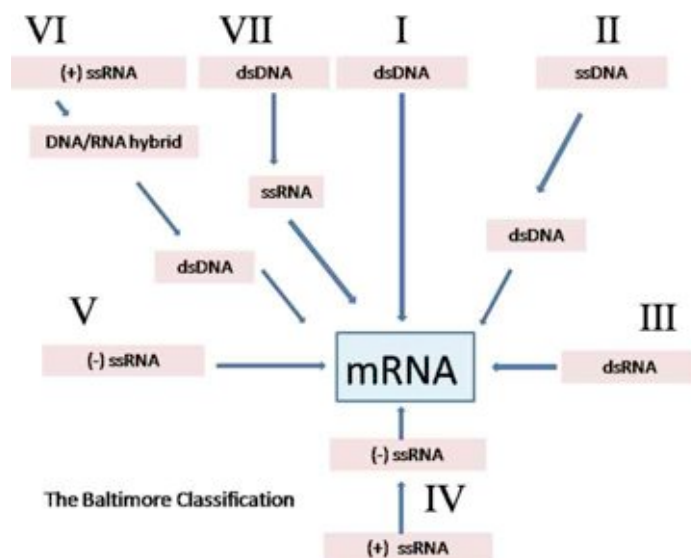 VI VII I II
(+) ssRNA dsDNA dsDNA ssDNA
DNA/RNA hybrid
ssRNA
dsDNA
dsDNA
V III
(-) ssRNA mRNA dsRNA
(-) ssRNA
The Baltimore Classification IV
(+) ssRNA